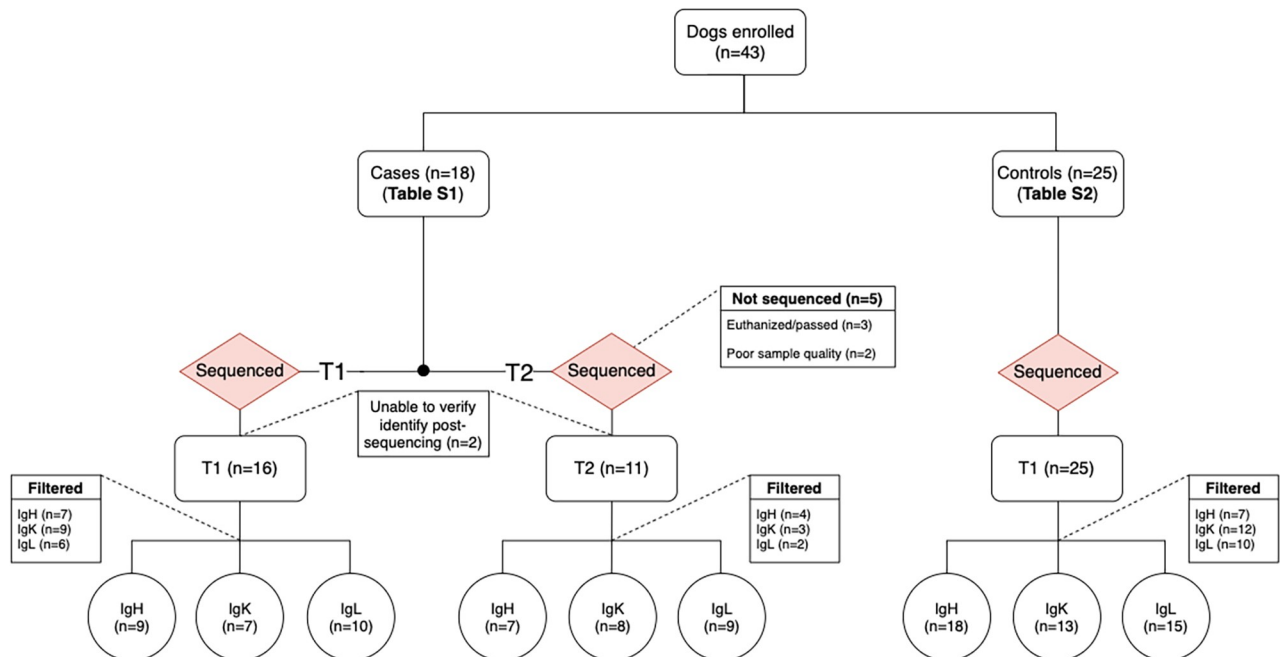 Dogs enrolled
(n=43)
Cases (n=18)
(Table S1)
Controls (n=25)
(Table S2)
Not sequenced (n=5)
Euthanized/passed (n=3)
Poor sample quality (n=2)
Sequenced
T1
T2
Sequenced
Sequenced
Unable to verify
identify post-
sequencing (n=2)
T1 (n=16)
T2 (n=11)
T1 (n=25)
Filtered
IgH (n=7)
IgK (n=9)
IgL (n=6)
Filtered
IgH (n=4)
IgK (n=3)
IgL (n=2)
Filtered
IgH (n=7)
IgK (n=12)
IgL (n=10)
IgH
(n=9)
IgK
(n=7)
IgL
(n=10)
IgH
(n=7)
IgK
(n=8)
IgL
(n=9)
IgH
(n=18)
IgK
(n=13)
IgL
(n=15)